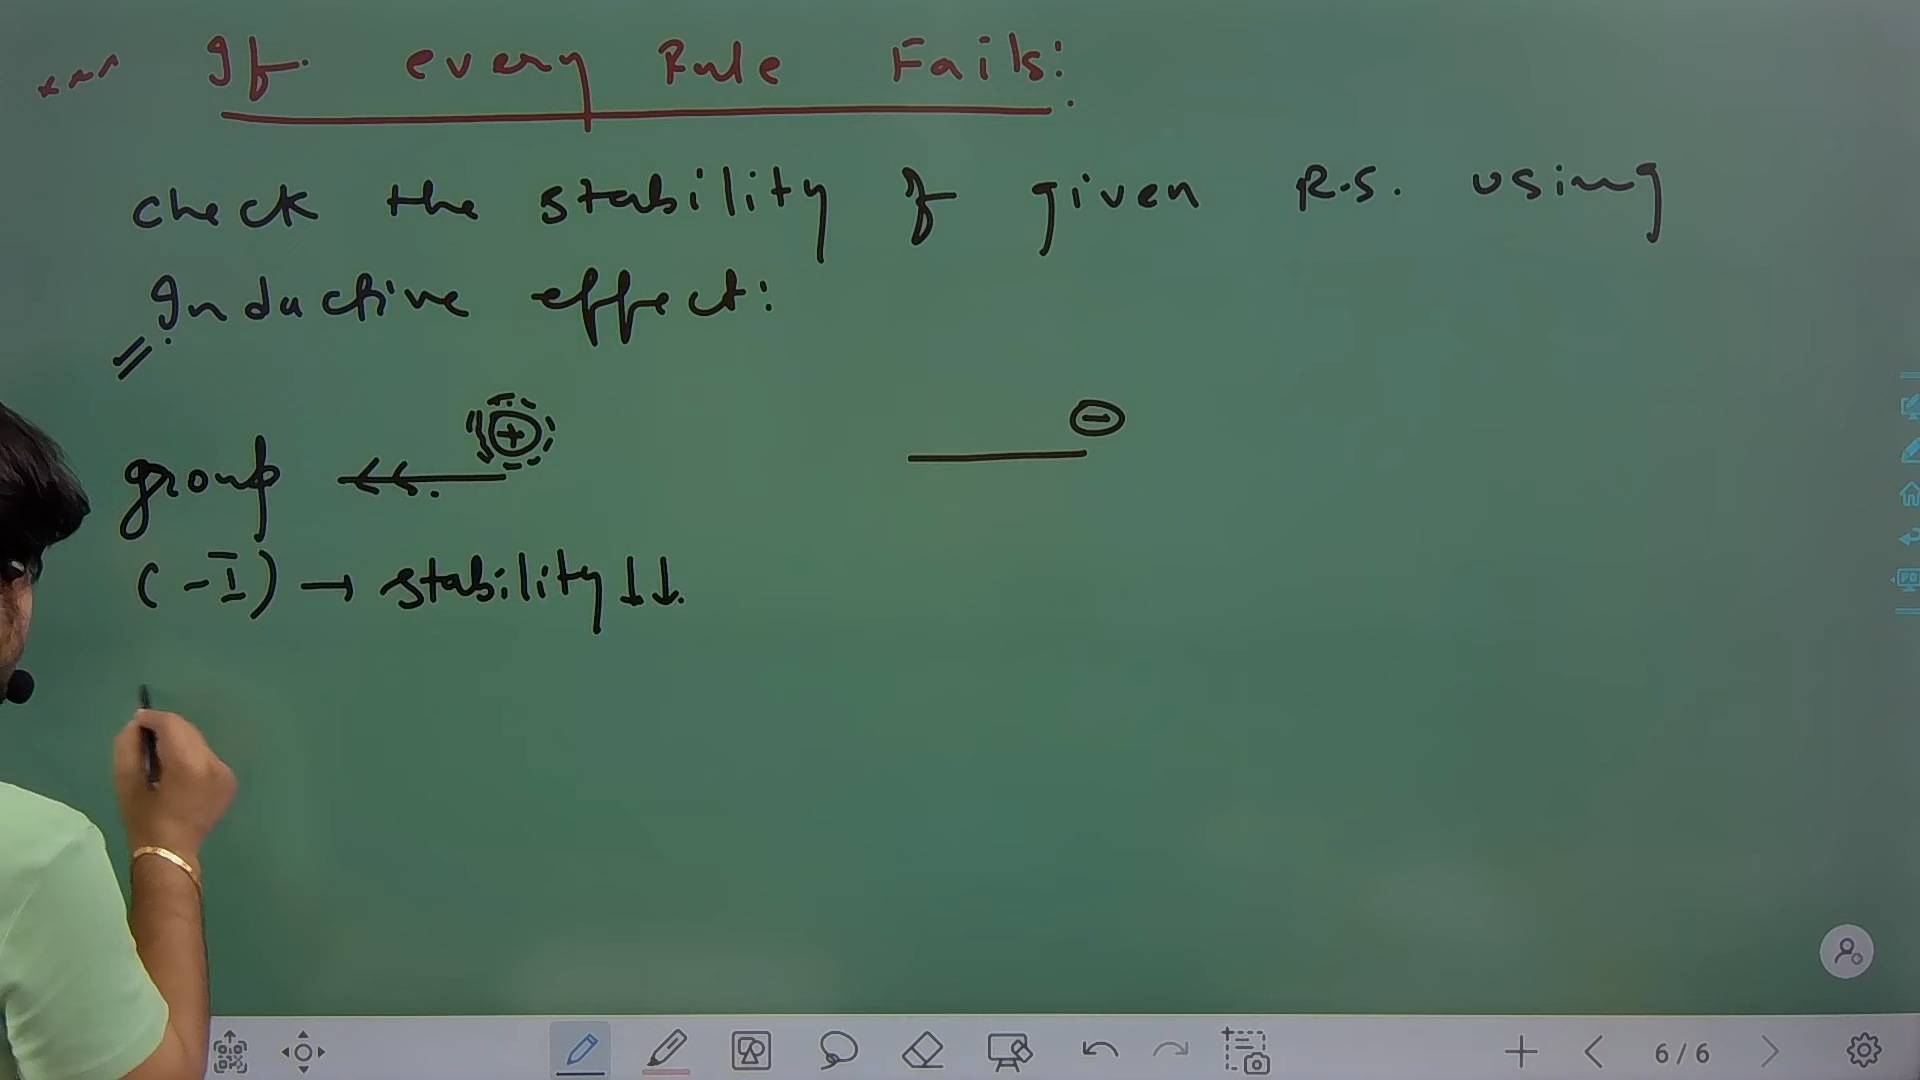 If every Rule Fails:
check the stability of given R.S. using
Inductive effect:
group ⊕ ⊖
(-I) → stability ↓↓.
6/6